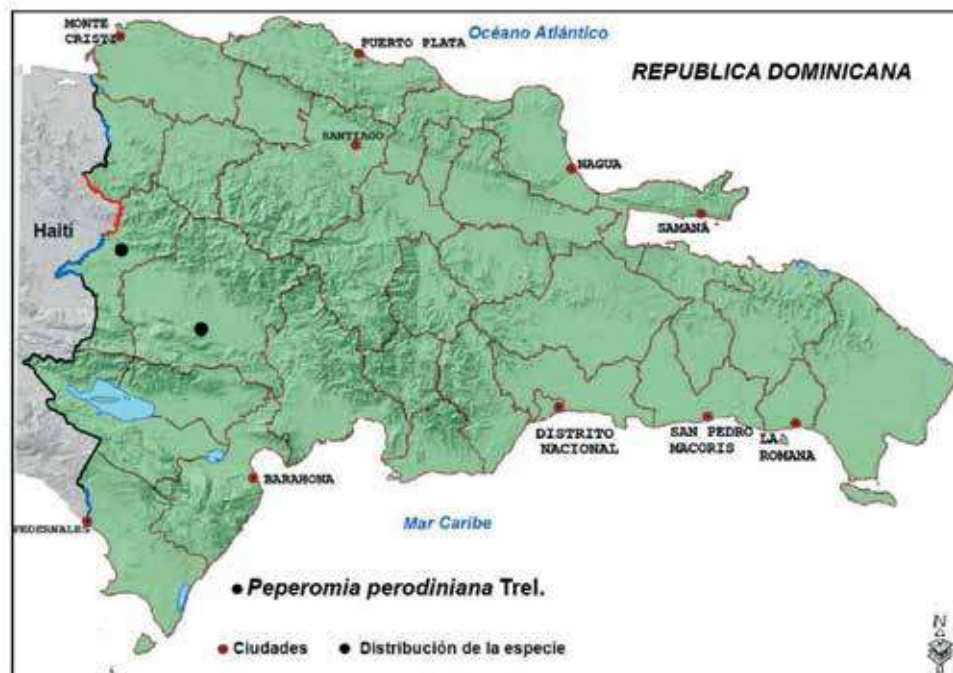 MONTE
CRISTI
PUERTO PLATA
Océano Atlántico
REPUBLICA DOMINICANA
SANTIAGO
NAGUA
SAMANÁ
Haití
DISTRITO
NACIONAL
SAN PEDRO
MACORIS
LA
ROMANA
BARAHONA
PEDERNALES
Mar Caribe
Peperomia perodiniana Trel.
Ciudades
Distribución de la especie
N